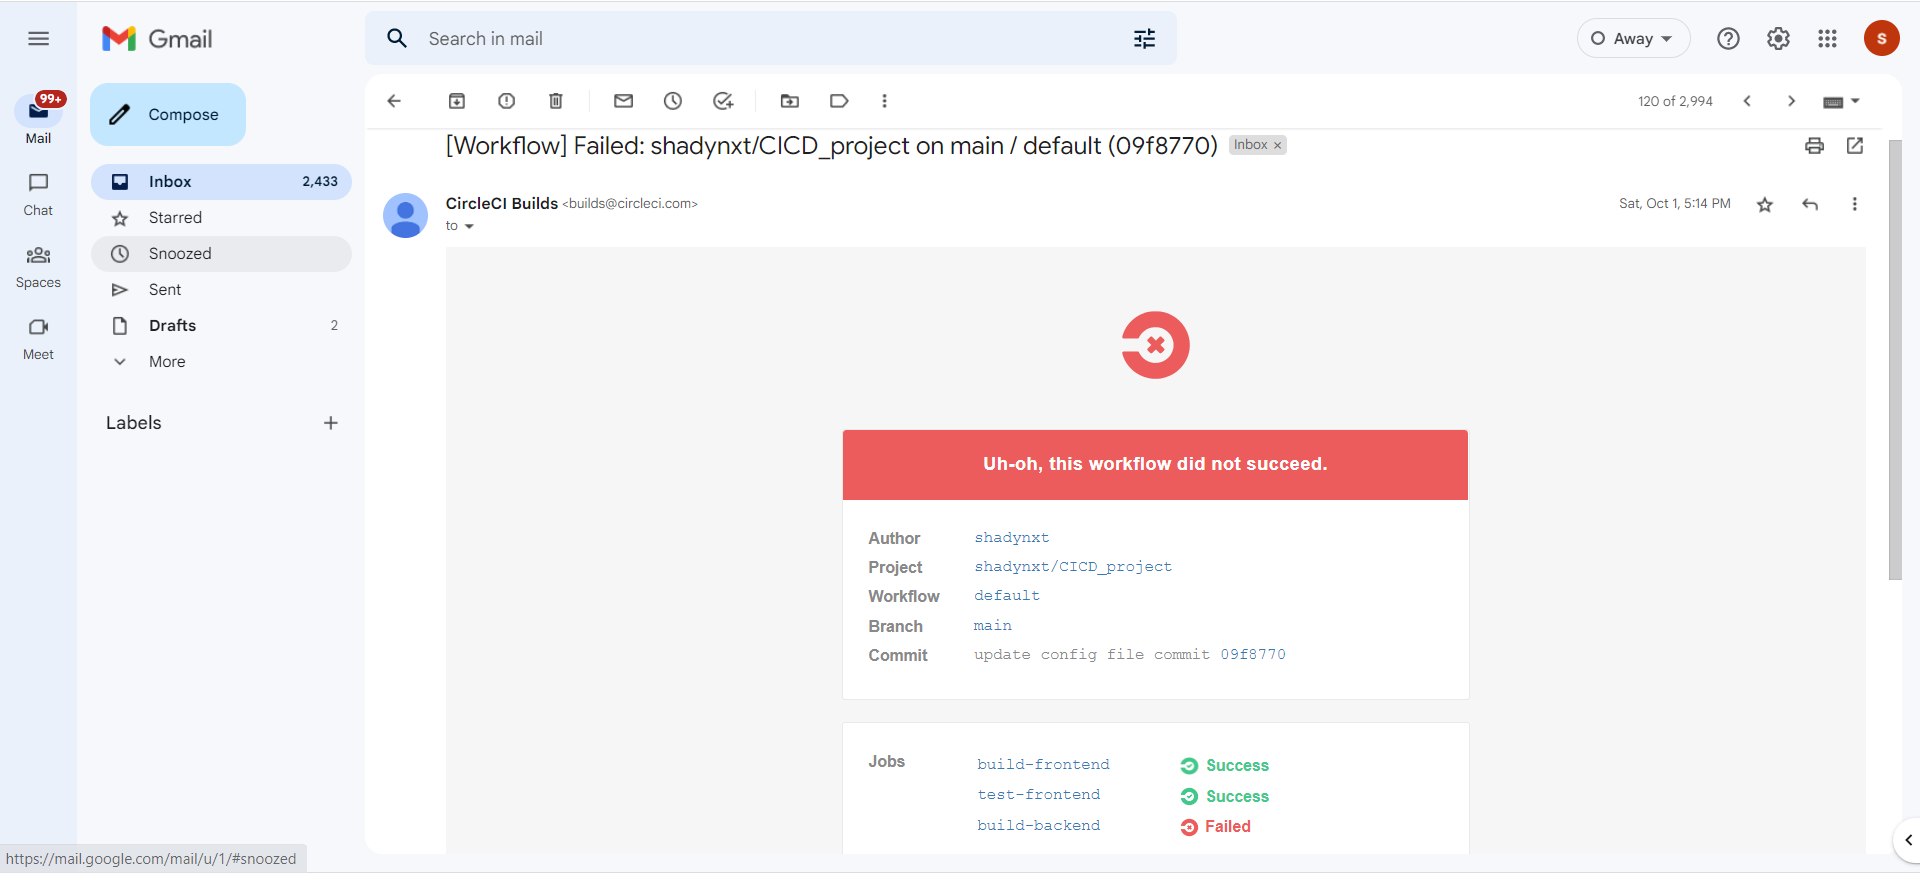 Gmail
Search in mail
Away
S
99+
Mail
Chat
Spaces
Meet
Compose
Inbox 2,433
Starred
Snoozed
Sent
Drafts 2
More
Labels
120 of 2,994
[Workflow] Failed: shadynxt/CICD_project on main / default (09f8770) Inbox ×
CircleCI Builds <builds@circleci.com>
Sat, Oct 1, 5:14 PM
to
Uh-oh, this workflow did not succeed.
Author shadynxt
Project shadynxt/CICD_project
Workflow default
Branch main
Commit update config file commit 09f8770
Jobs build-frontend Success
test-frontend Success
build-backend Failed
https://mail.google.com/mail/u/1/#snoozed